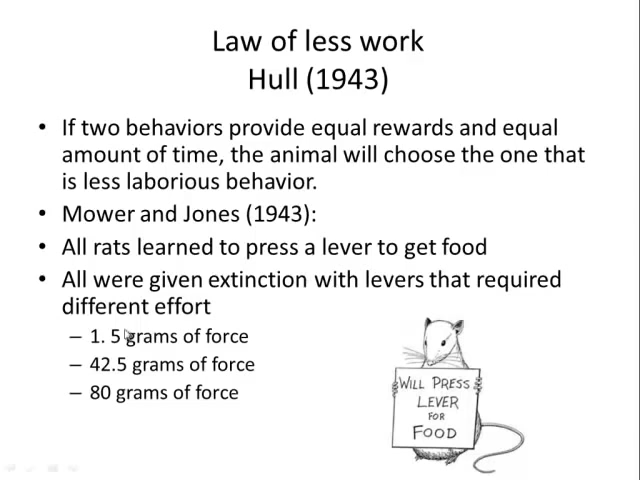 Law of less work
Hull (1943)
• If two behaviors provide equal rewards and equal
amount of time, the animal will choose the one that
is less laborious behavior.
• Mower and Jones (1943):
• All rats learned to press a lever to get food
• All were given extinction with levers that required
different effort
– 1. 5 grams of force
– 42.5 grams of force
– 80 grams of force
WILL PRESS
LEVER
FOR
FOOD